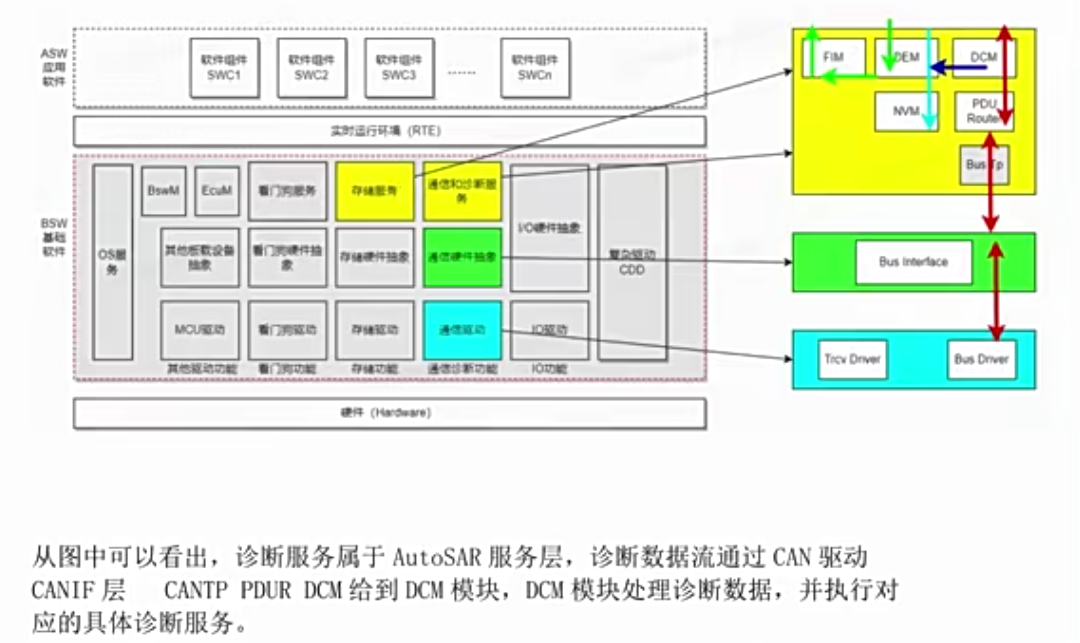 ASW
应用
软件
软件组件
SWC1
软件组件
SWC2
软件组件
SWC3
......
软件组件
SWCn
实时运行环境（RTE）
BSW
基础
软件
OS服
务
BswM
EcuM
看门狗服务
存储服务
通信和诊断服
务
I/O硬件抽象
复杂驱动
CDD
其他板载设备
抽象
看门狗硬件抽
象
存储硬件抽象
通信硬件抽象
MCU驱动
看门狗驱动
存储驱动
通信驱动
IO驱动
其他驱动功能
看门狗功能
存储功能
通信诊断功能
IO功能
硬件（Hardware）
FIM
DEM
DCM
NVM
PDU
Router
Bus Tp
Bus Interface
Trcv Driver
Bus Driver
从图中可以看出，诊断服务属于 AutoSAR 服务层，诊断数据流通过 CAN 驱动
CANIF 层 CANTP PDUR DCM 给到 DCM 模块，DCM 模块处理诊断数据，并执行对
应的具体诊断服务。